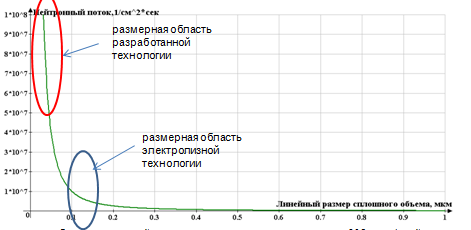 Нейтронный поток, 1/см^2*сек
1*10^8
9*10^7
8*10^7
7*10^7
6*10^7
5*10^7
4*10^7
3*10^7
2*10^7
1*10^7
размерная область
разработанной
технологии
размерная область
электролизной
технологии
Линейный размер сплошного объема, мкм
0 0.1 0.2 0.3 0.4 0.5 0.6 0.7 0.8 0.9 1